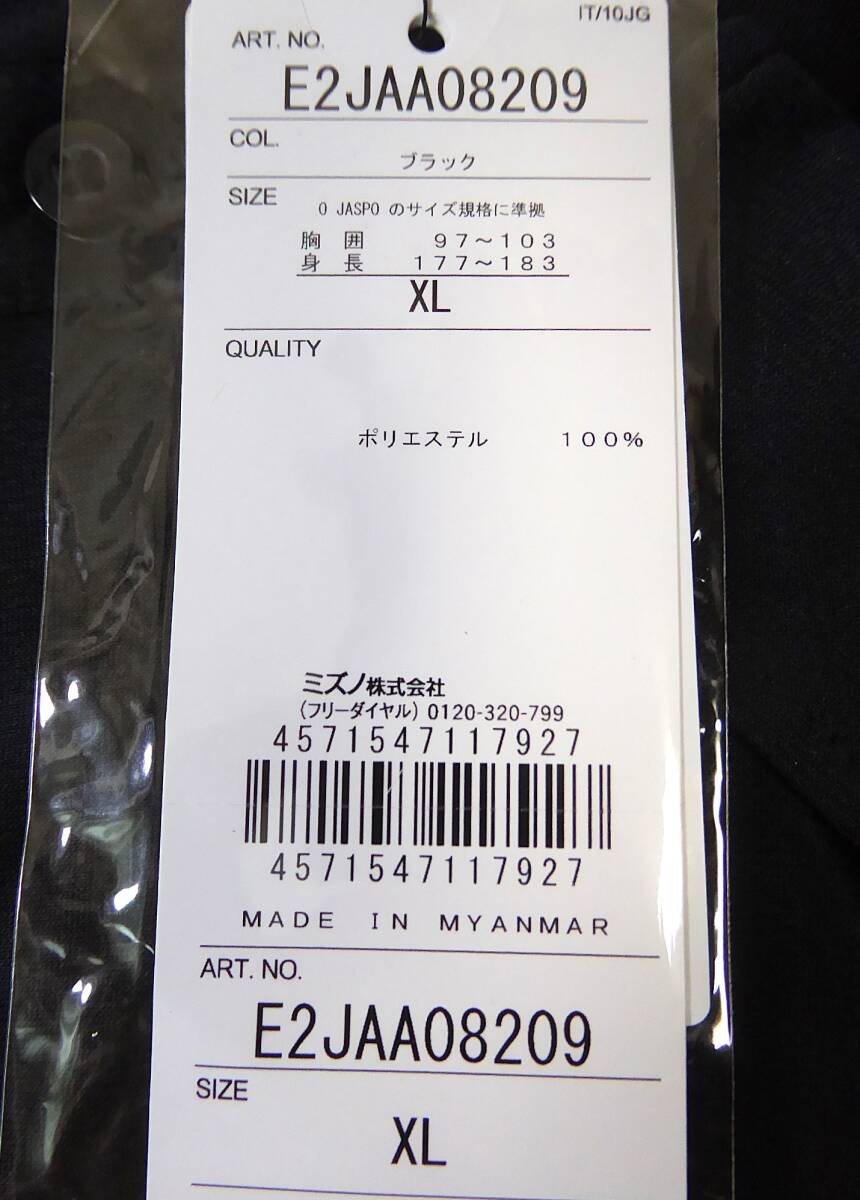 IT/10JG
ART. NO.
E2JAA08209
COL.
ブラック
SIZE
O JASPO のサイズ規格に準拠
胸 囲 97~103
身 長 177~183
XL
QUALITY
ポリエステル 100%
ミズノ株式会社
(フリーダイヤル) 0120-320-799
4571547117927
4571547117927
MADE IN MYANMAR
ART. NO.
E2JAA08209
SIZE
XL